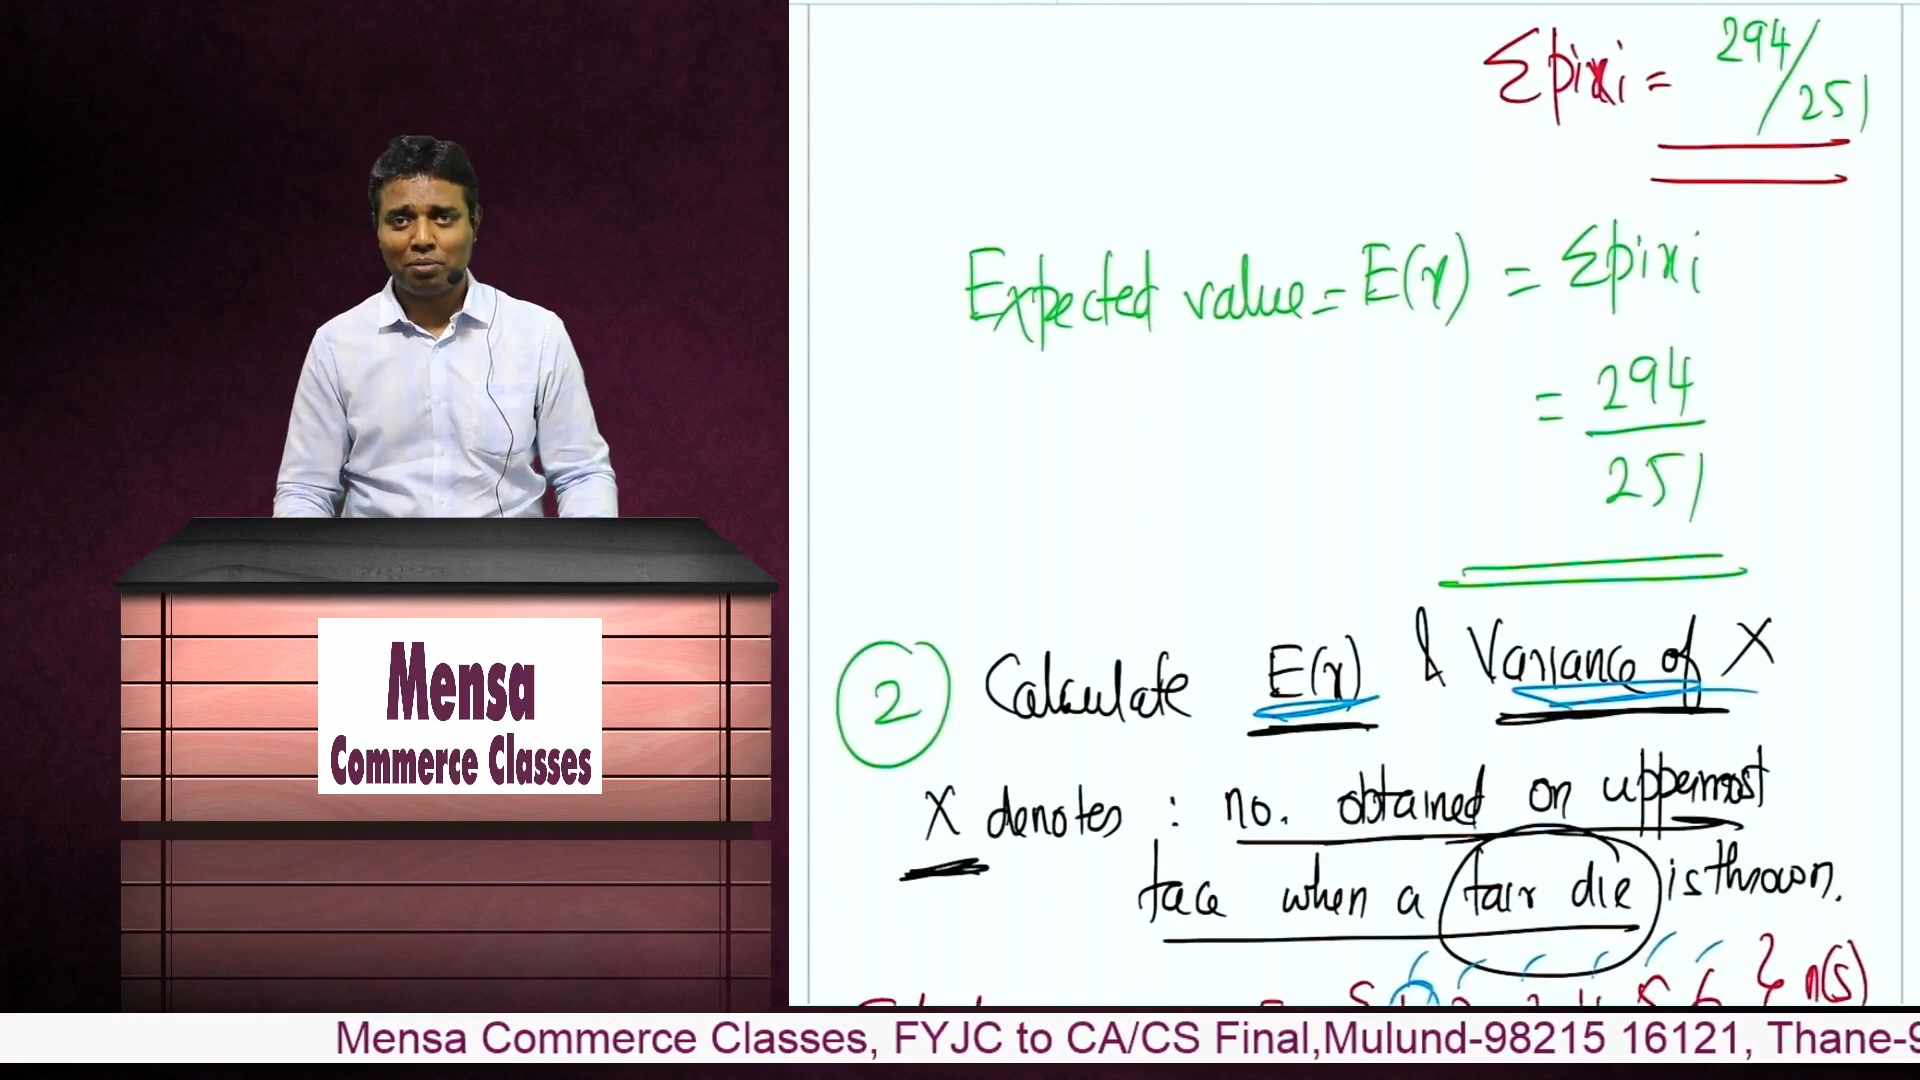 Mensa
Commerce Classes
Σpixi = 294/251
Expected value = E(x) = Σpixi
= 294
251
2 Calculate E(x) & Variance of X
X denotes : no. obtained on uppermost
face when a fair die is thrown.
6 } n(s)
Mensa Commerce Classes, FYJC to CA/CS Final,Mulund-98215 16121, Thane-9